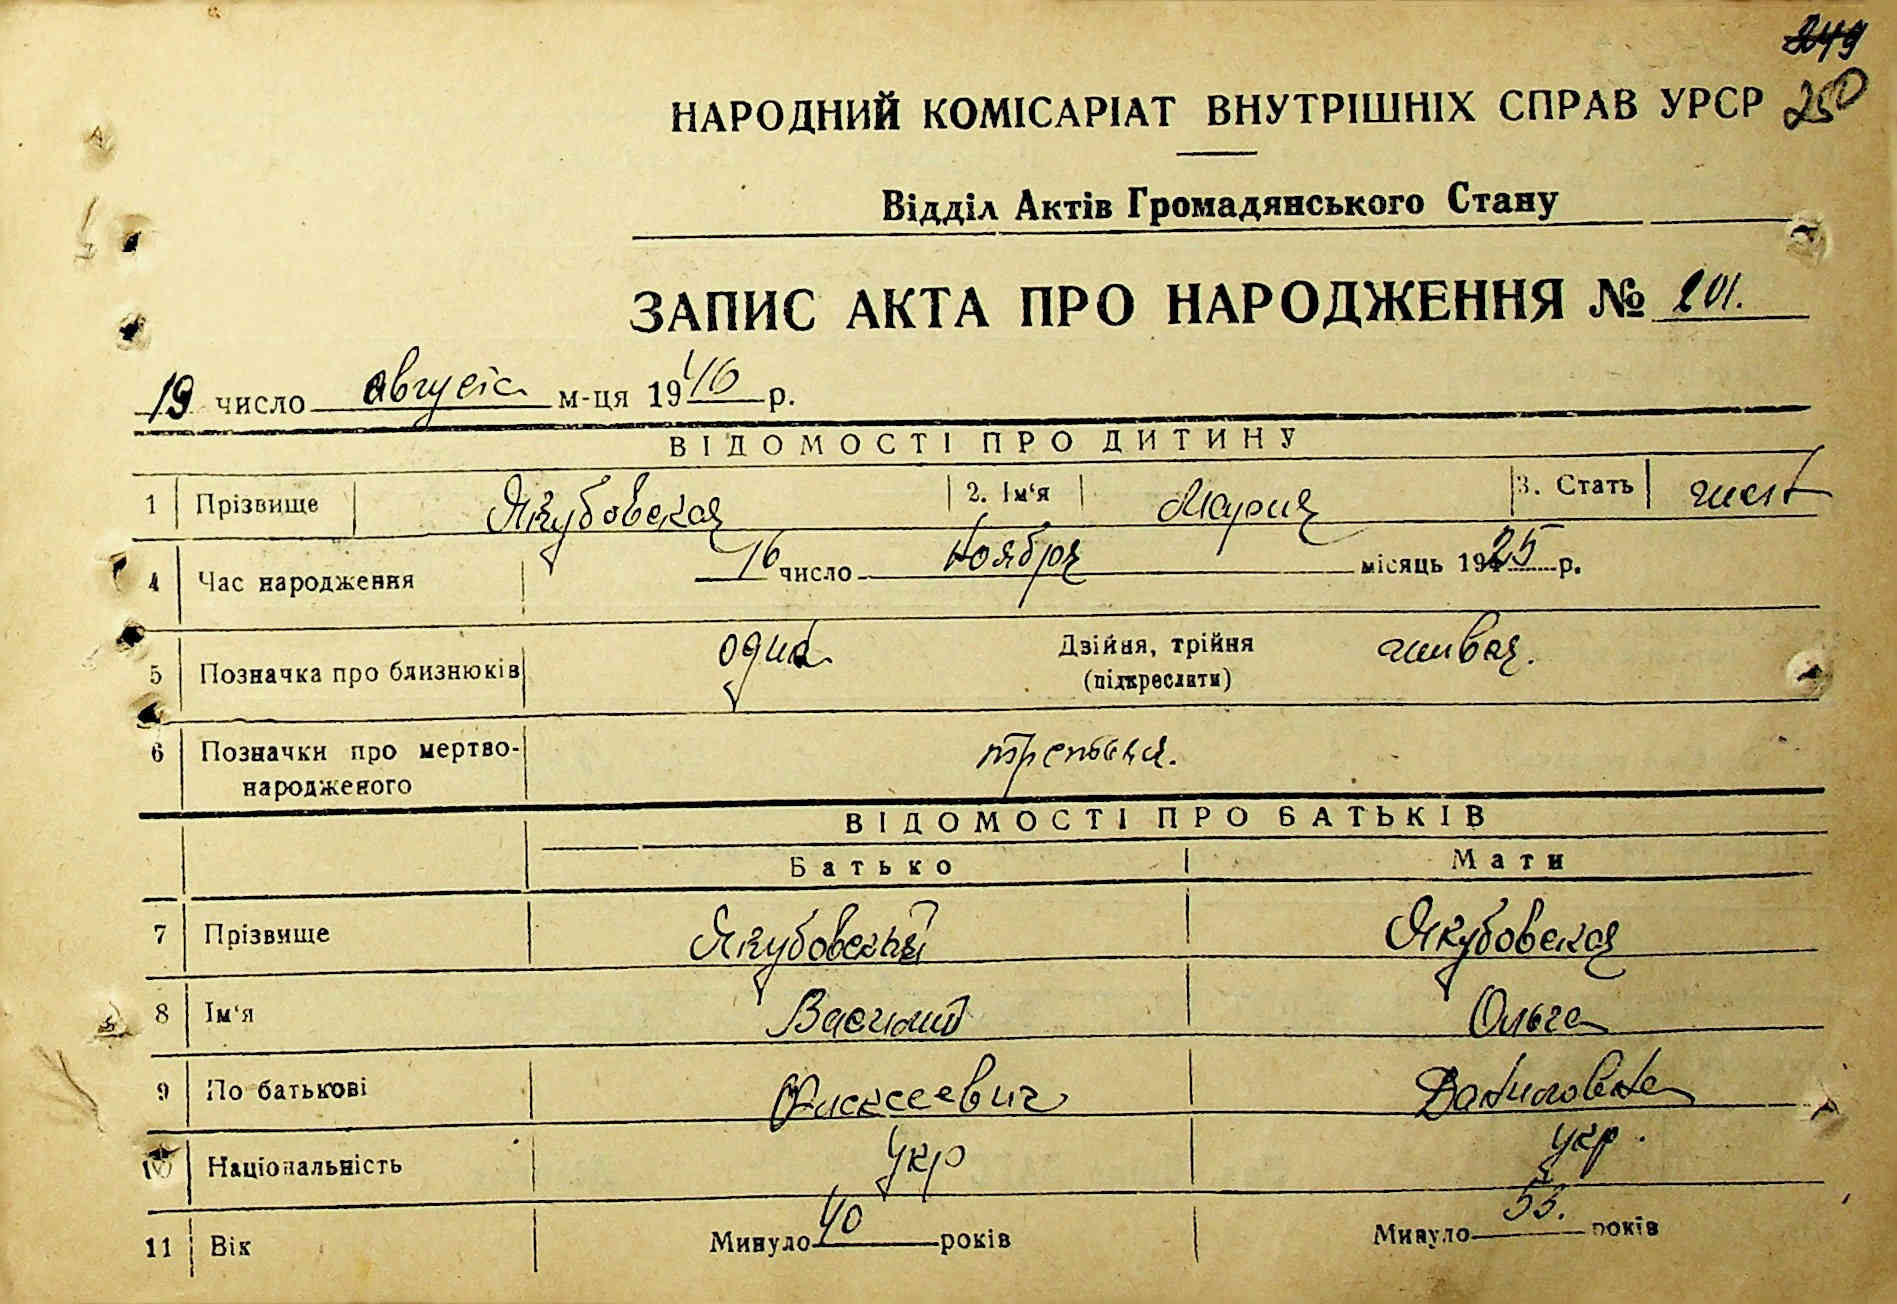 249
250
НАРОДНИЙ КОМІСАРІАТ ВНУТРІШНІХ СПРАВ УРСР
Відділ Актів Громадянського Стану
ЗАПИС АКТА ПРО НАРОДЖЕННЯ № 201.
19 число августа м-ця 1946 р.
ВІДОМОСТІ ПРО ДИТИНУ
1 Прізвище Якубовская 2. Ім'я Мария 3. Стать
4 Час народження 16 число ноября місяць 1925 р.
5 Позначка про близнюків одна Двійня, трійня (підкреслити) живая.
6 Позначки про мертвонародженого
ВІДОМОСТІ ПРО БАТЬКІВ
Батько Мати
7 Прізвище Якубовский Якубовская
8 Ім'я Василий Ольга
9 По батькові Алексеевич Даниловна
10 Національність укр укр.
11 Вік Минуло 40 років Минуло років